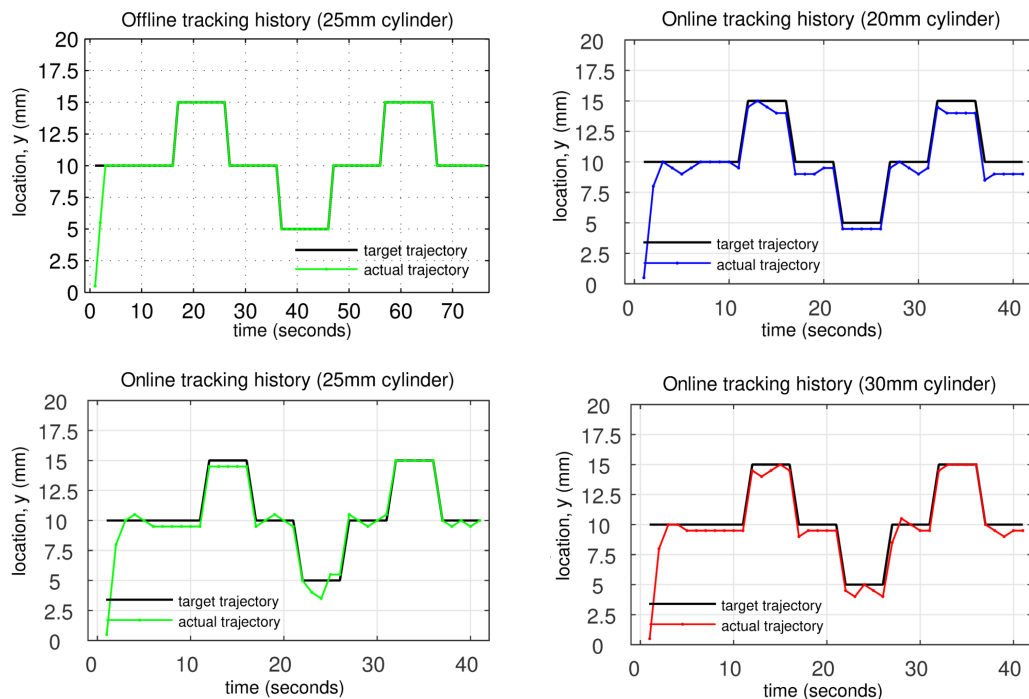 Offline tracking history (25mm cylinder)
20
17.5
15
12.5
10
7.5
5
2.5
0
location, y (mm)
target trajectory
actual trajectory
0 10 20 30 40 50 60 70
time (seconds)
Online tracking history (20mm cylinder)
20
17.5
15
12.5
10
7.5
5
2.5
0
location, y (mm)
target trajectory
actual trajectory
0 10 20 30 40
time (seconds)
Online tracking history (25mm cylinder)
20
17.5
15
12.5
10
7.5
5
2.5
0
location, y (mm)
target trajectory
actual trajectory
0 10 20 30 40
time (seconds)
Online tracking history (30mm cylinder)
20
17.5
15
12.5
10
7.5
5
2.5
0
location, y (mm)
target trajectory
actual trajectory
0 10 20 30 40
time (seconds)